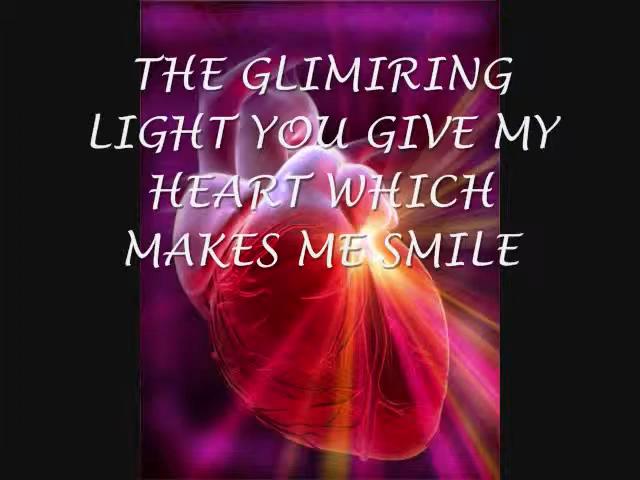 THE GLIMIRING
LIGHT YOU GIVE MY
HEART WHICH
MAKES ME SMILE